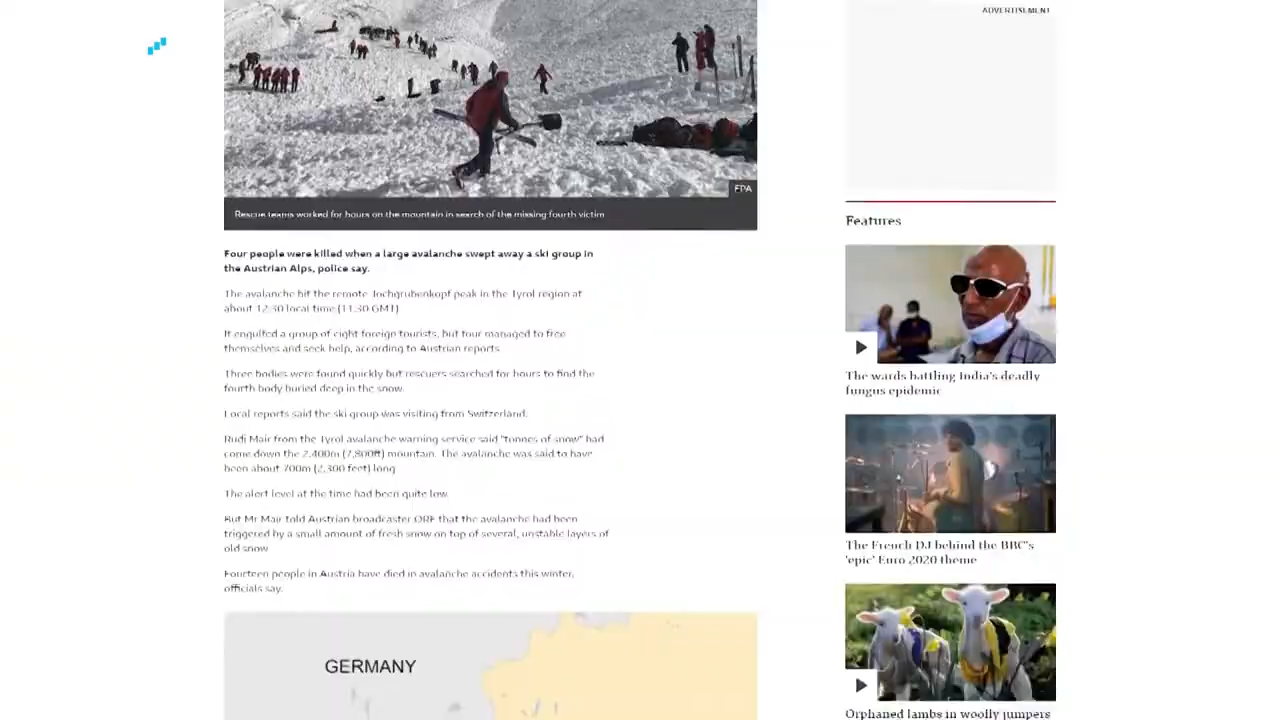 ADVERTISEMENT
EPA
Rescue teams worked for hours on the mountain in search of the missing fourth victim
Four people were killed when a large avalanche swept away a ski group in
the Austrian Alps, police say.
The avalanche hit the remote Jochgrubenkopf peak in the Tyrol region at
about 12:30 local time (11:30 GMT).
It engulfed a group of eight foreign tourists, but four managed to free
themselves and seek help, according to Austrian reports.
Three bodies were found quickly but rescuers searched for hours to find the
fourth body buried deep in the snow.
Local reports said the ski group was visiting from Switzerland.
Rudi Mair from the Tyrol avalanche warning service said "tonnes of snow" had
come down the 2,400m (7,800ft) mountain. The avalanche was said to have
been about 700m (2,300 feet) long.
The alert level at the time had been quite low.
But Mr Mair told Austrian broadcaster ORF that the avalanche had been
triggered by a small amount of fresh snow on top of several, unstable layers of
old snow.
Fourteen people in Austria have died in avalanche accidents this winter,
officials say.
GERMANY
Features
The wards battling India's deadly
fungus epidemic
The French DJ behind the BBC's
'epic' Euro 2020 theme
Orphaned lambs in woolly jumpers